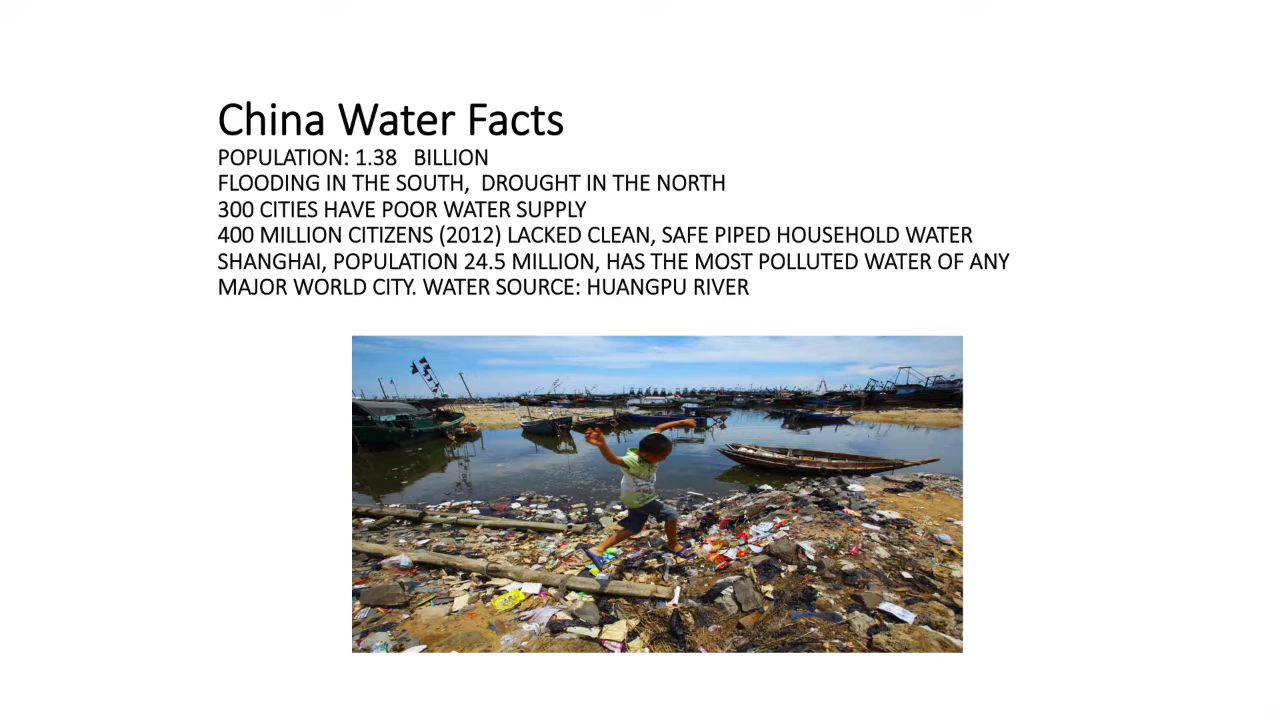 China Water Facts
POPULATION: 1.38   BILLION
FLOODING IN THE SOUTH,  DROUGHT IN THE NORTH
300 CITIES HAVE POOR WATER SUPPLY
400 MILLION CITIZENS (2012) LACKED CLEAN, SAFE PIPED HOUSEHOLD WATER
SHANGHAI, POPULATION 24.5 MILLION, HAS THE MOST POLLUTED WATER OF ANY
MAJOR WORLD CITY. WATER SOURCE: HUANGPU RIVER